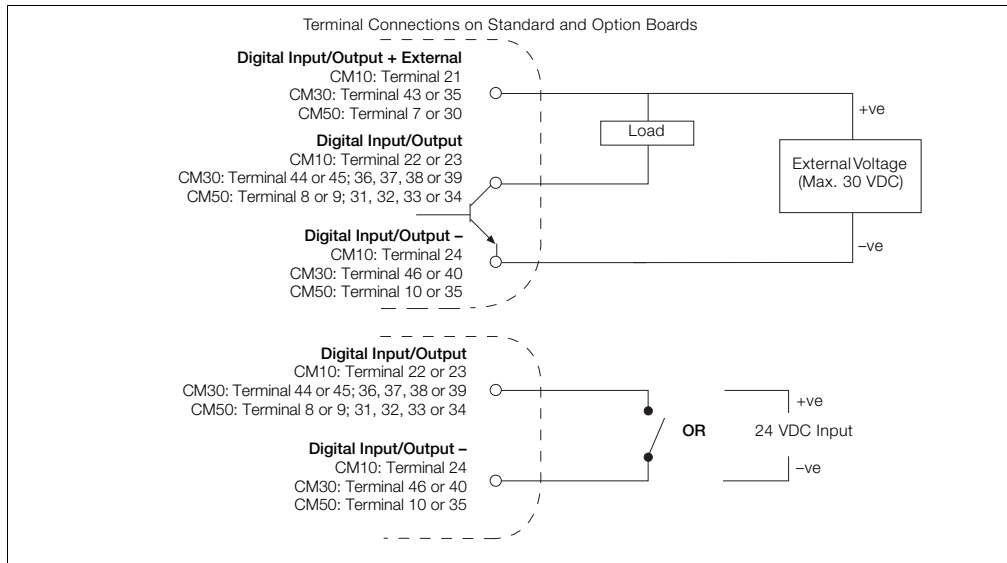 Terminal Connections on Standard and Option Boards
Digital Input/Output + External
CM10: Terminal 21
CM30: Terminal 43 or 35
CM50: Terminal 7 or 30
Digital Input/Output
CM10: Terminal 22 or 23
CM30: Terminal 44 or 45; 36, 37, 38 or 39
CM50: Terminal 8 or 9; 31, 32, 33 or 34
Digital Input/Output –
CM10: Terminal 24
CM30: Terminal 46 or 40
CM50: Terminal 10 or 35
Load
+ve
External Voltage
(Max. 30 VDC)
–ve
Digital Input/Output
CM10: Terminal 22 or 23
CM30: Terminal 44 or 45; 36, 37, 38 or 39
CM50: Terminal 8 or 9; 31, 32, 33 or 34
Digital Input/Output –
CM10: Terminal 24
CM30: Terminal 46 or 40
CM50: Terminal 10 or 35
OR
+ve
24 VDC Input
–ve